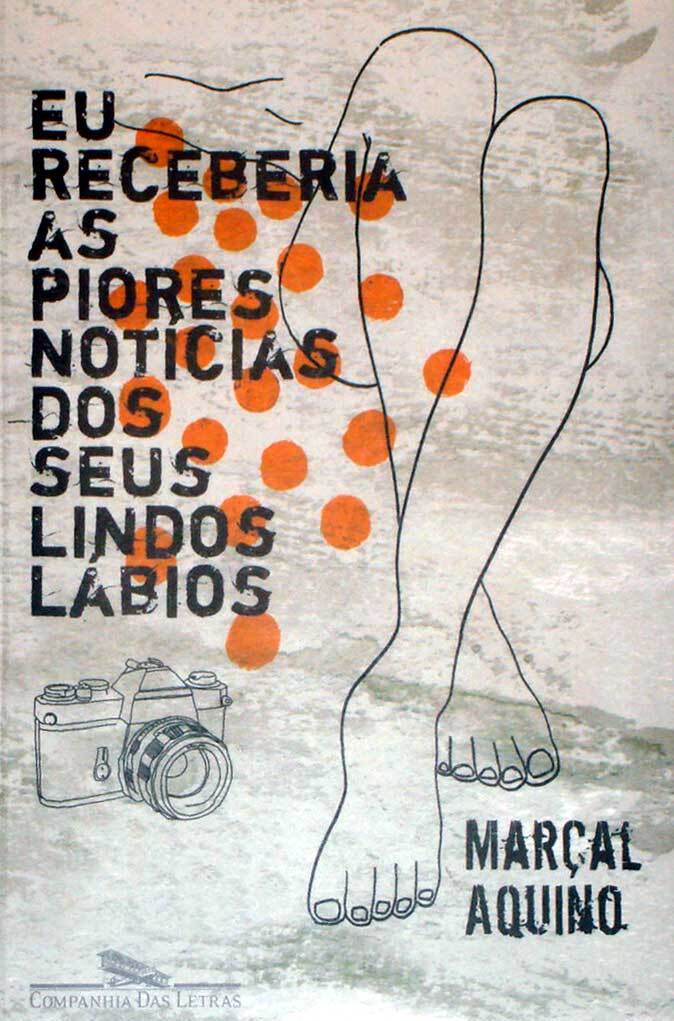 EU
RECEBERIA
AS
PIORES
NOTÍCIAS
DOS
SEUS
LINDOS
LÁBIOS
MARÇAL
AQUINO
COMPANHIA DAS LETRAS